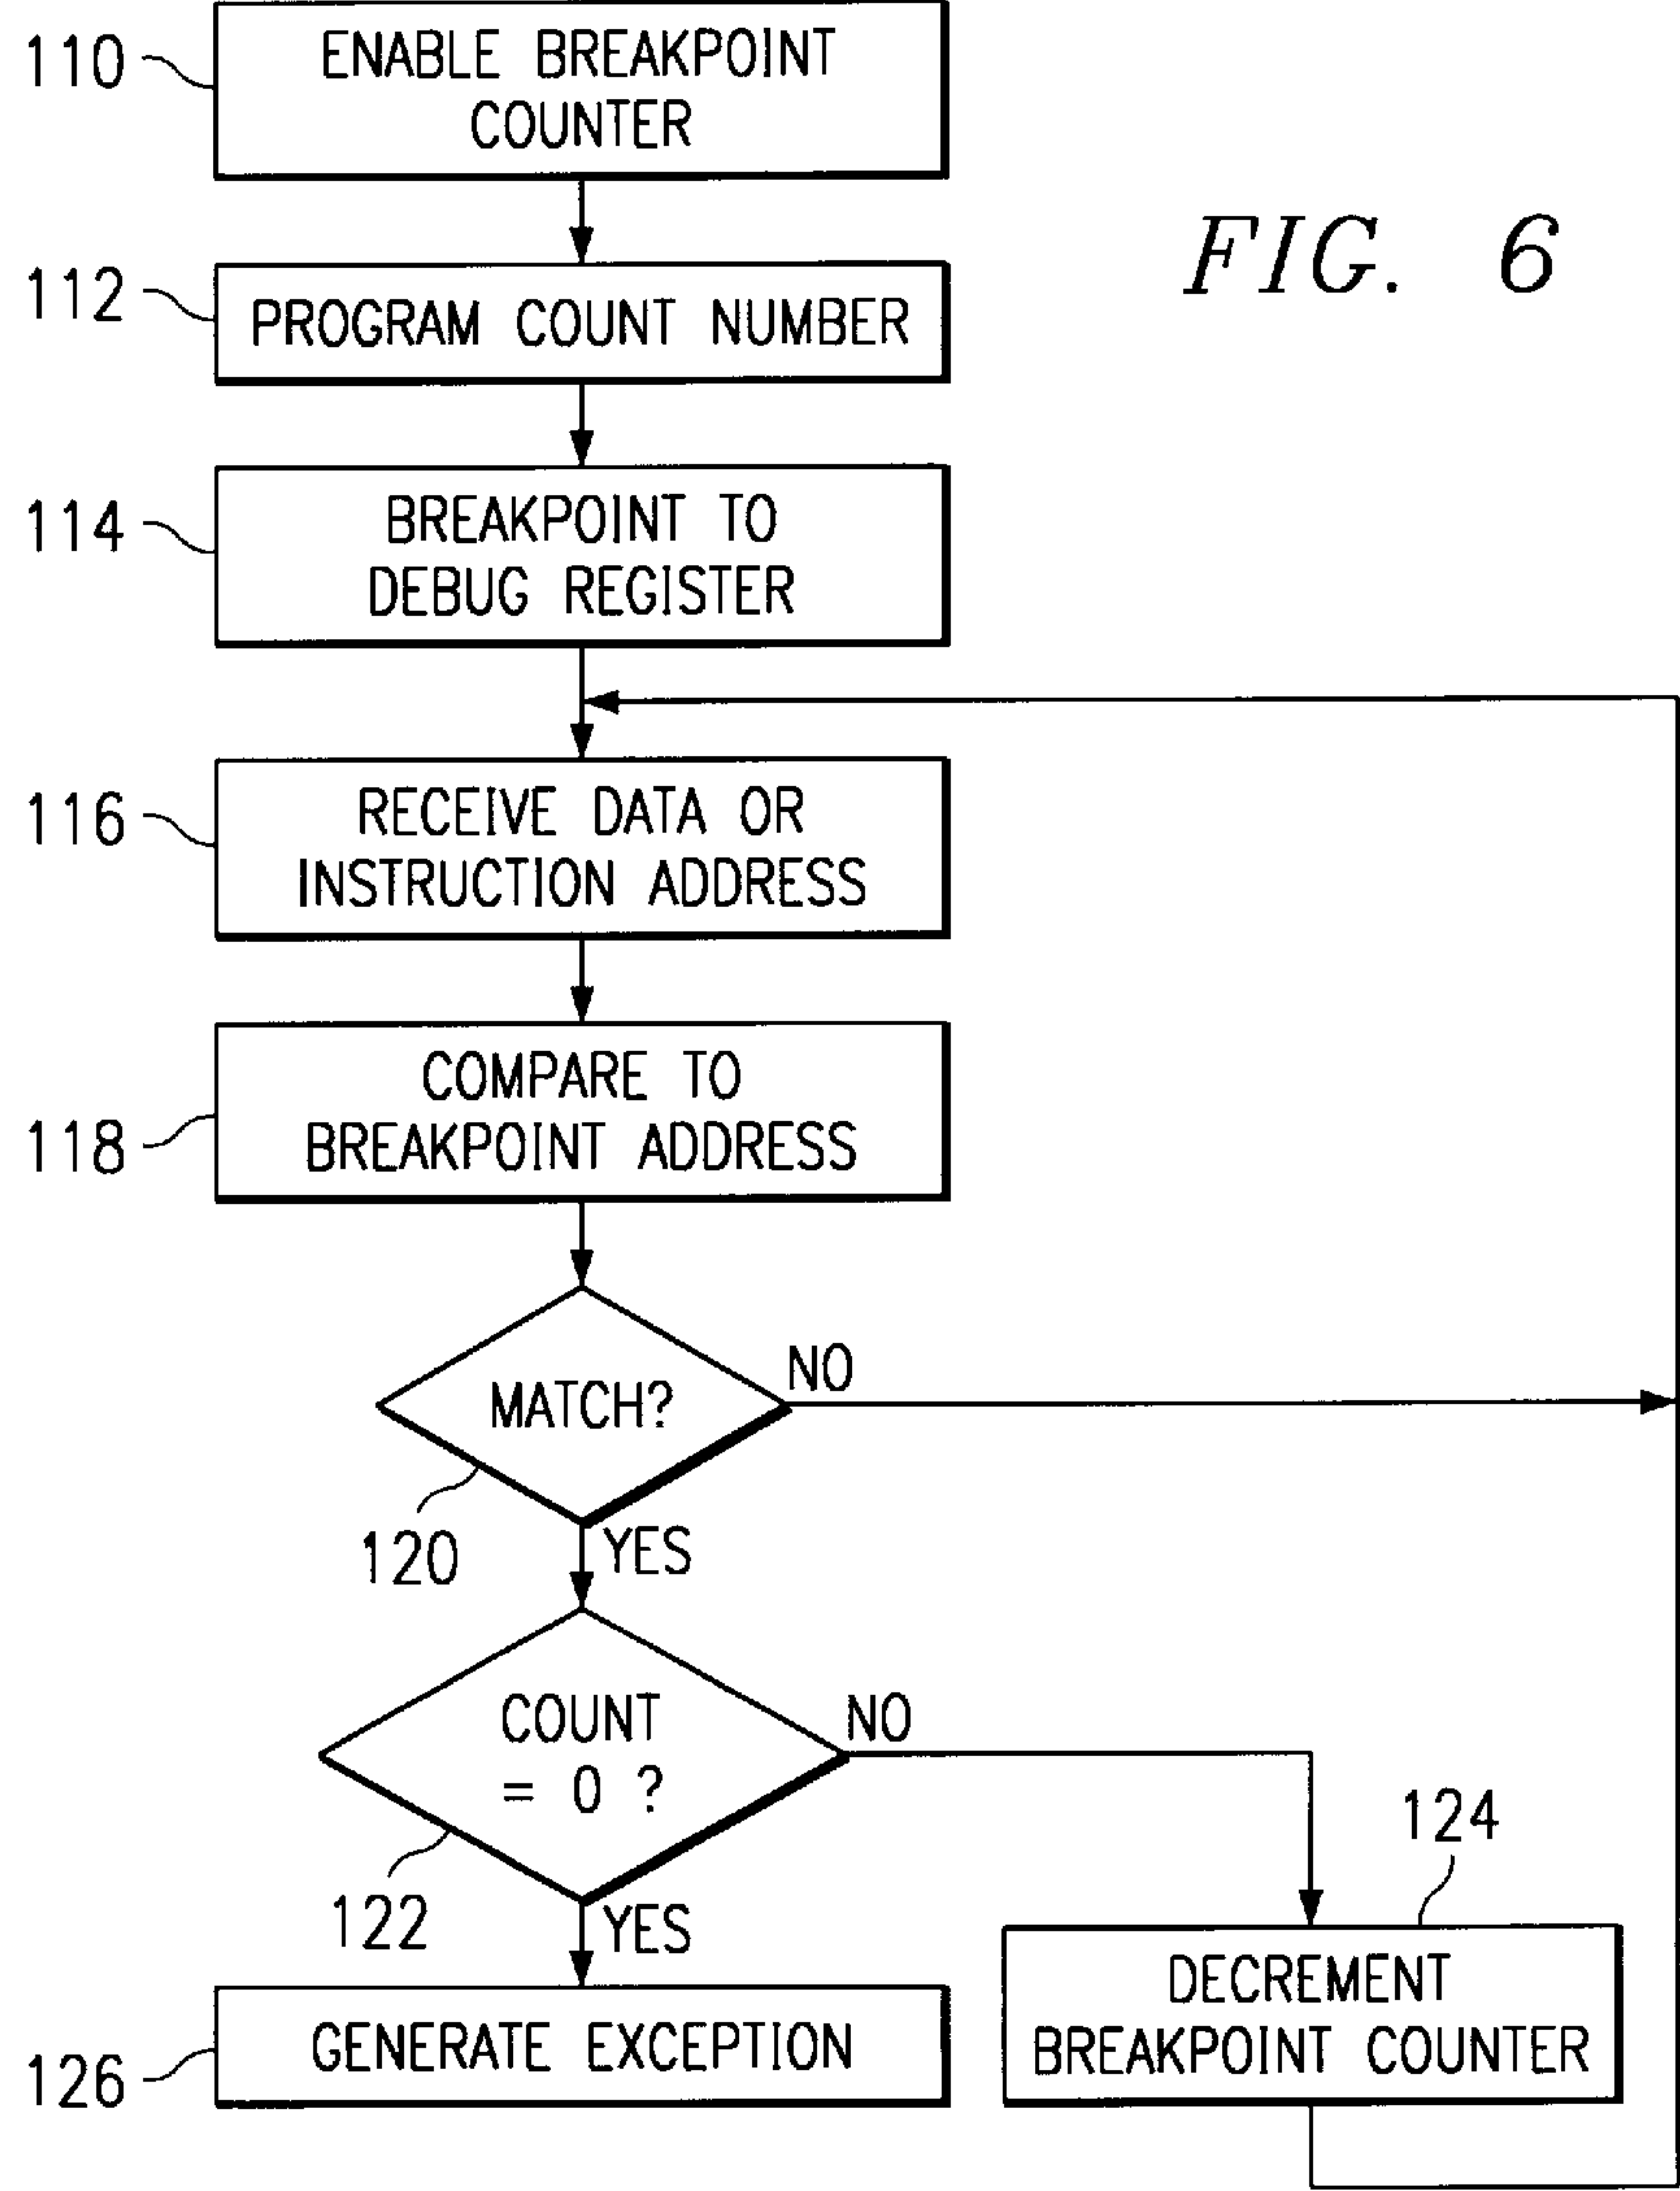 110
ENABLE BREAKPOINT
COUNTER
FIG. 6
112
PROGRAM COUNT NUMBER
114
BREAKPOINT TO
DEBUG REGISTER
116
RECEIVE DATA OR
INSTRUCTION ADDRESS
118
COMPARE TO
BREAKPOINT ADDRESS
MATCH?
NO
120
YES
COUNT
= 0 ?
NO
122
YES
124
DECREMENT
BREAKPOINT COUNTER
126
GENERATE EXCEPTION